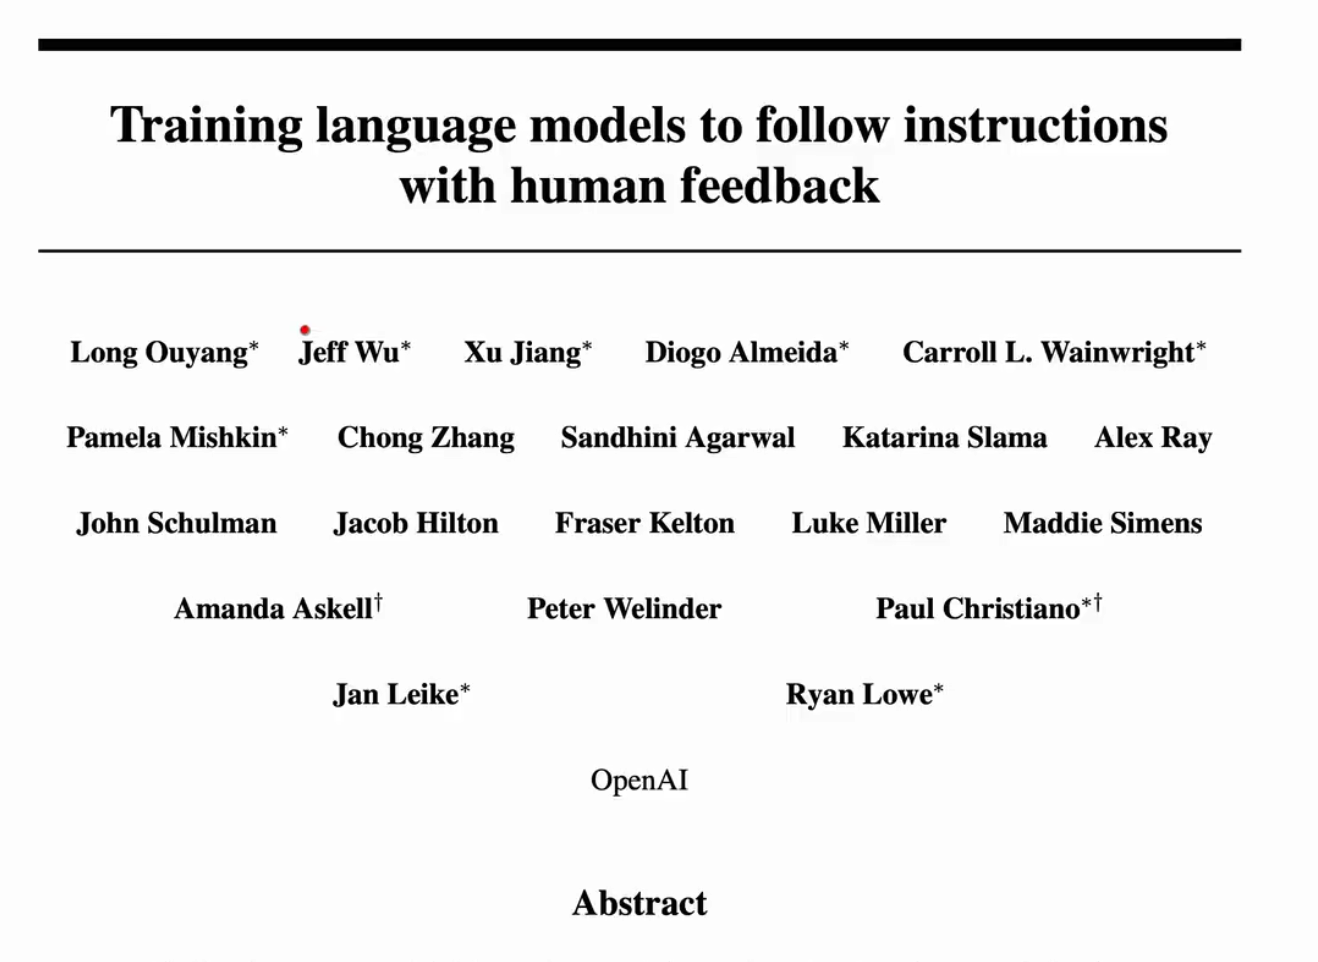 Training language models to follow instructions
with human feedback
Long Ouyang* Jeff Wu* Xu Jiang* Diogo Almeida* Carroll L. Wainwright*
Pamela Mishkin* Chong Zhang Sandhini Agarwal Katarina Slama Alex Ray
John Schulman Jacob Hilton Fraser Kelton Luke Miller Maddie Simens
Amanda Askell† Peter Welinder Paul Christiano*†
Jan Leike* Ryan Lowe*
OpenAI
Abstract